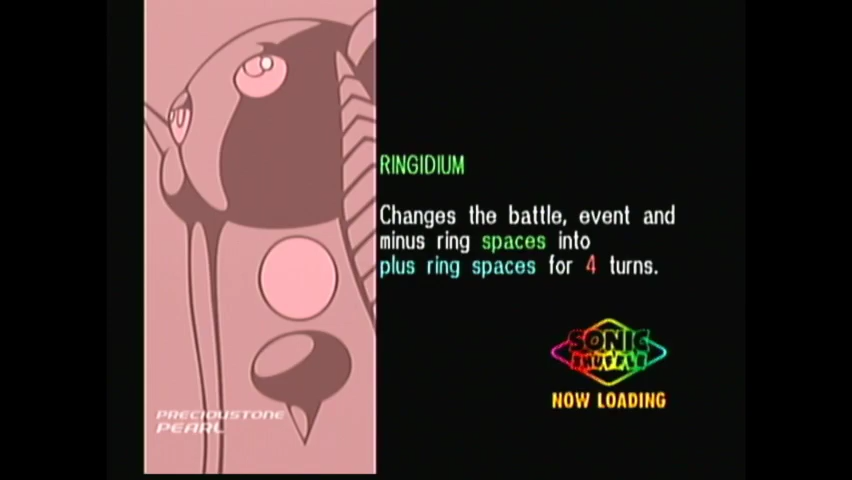 RINGIDIUM
Changes the battle, event and
minus ring spaces into
plus ring spaces for 4 turns.
SONIC
SHUFFLE
NOW LOADING
PRECIOUSTONE
PEARL